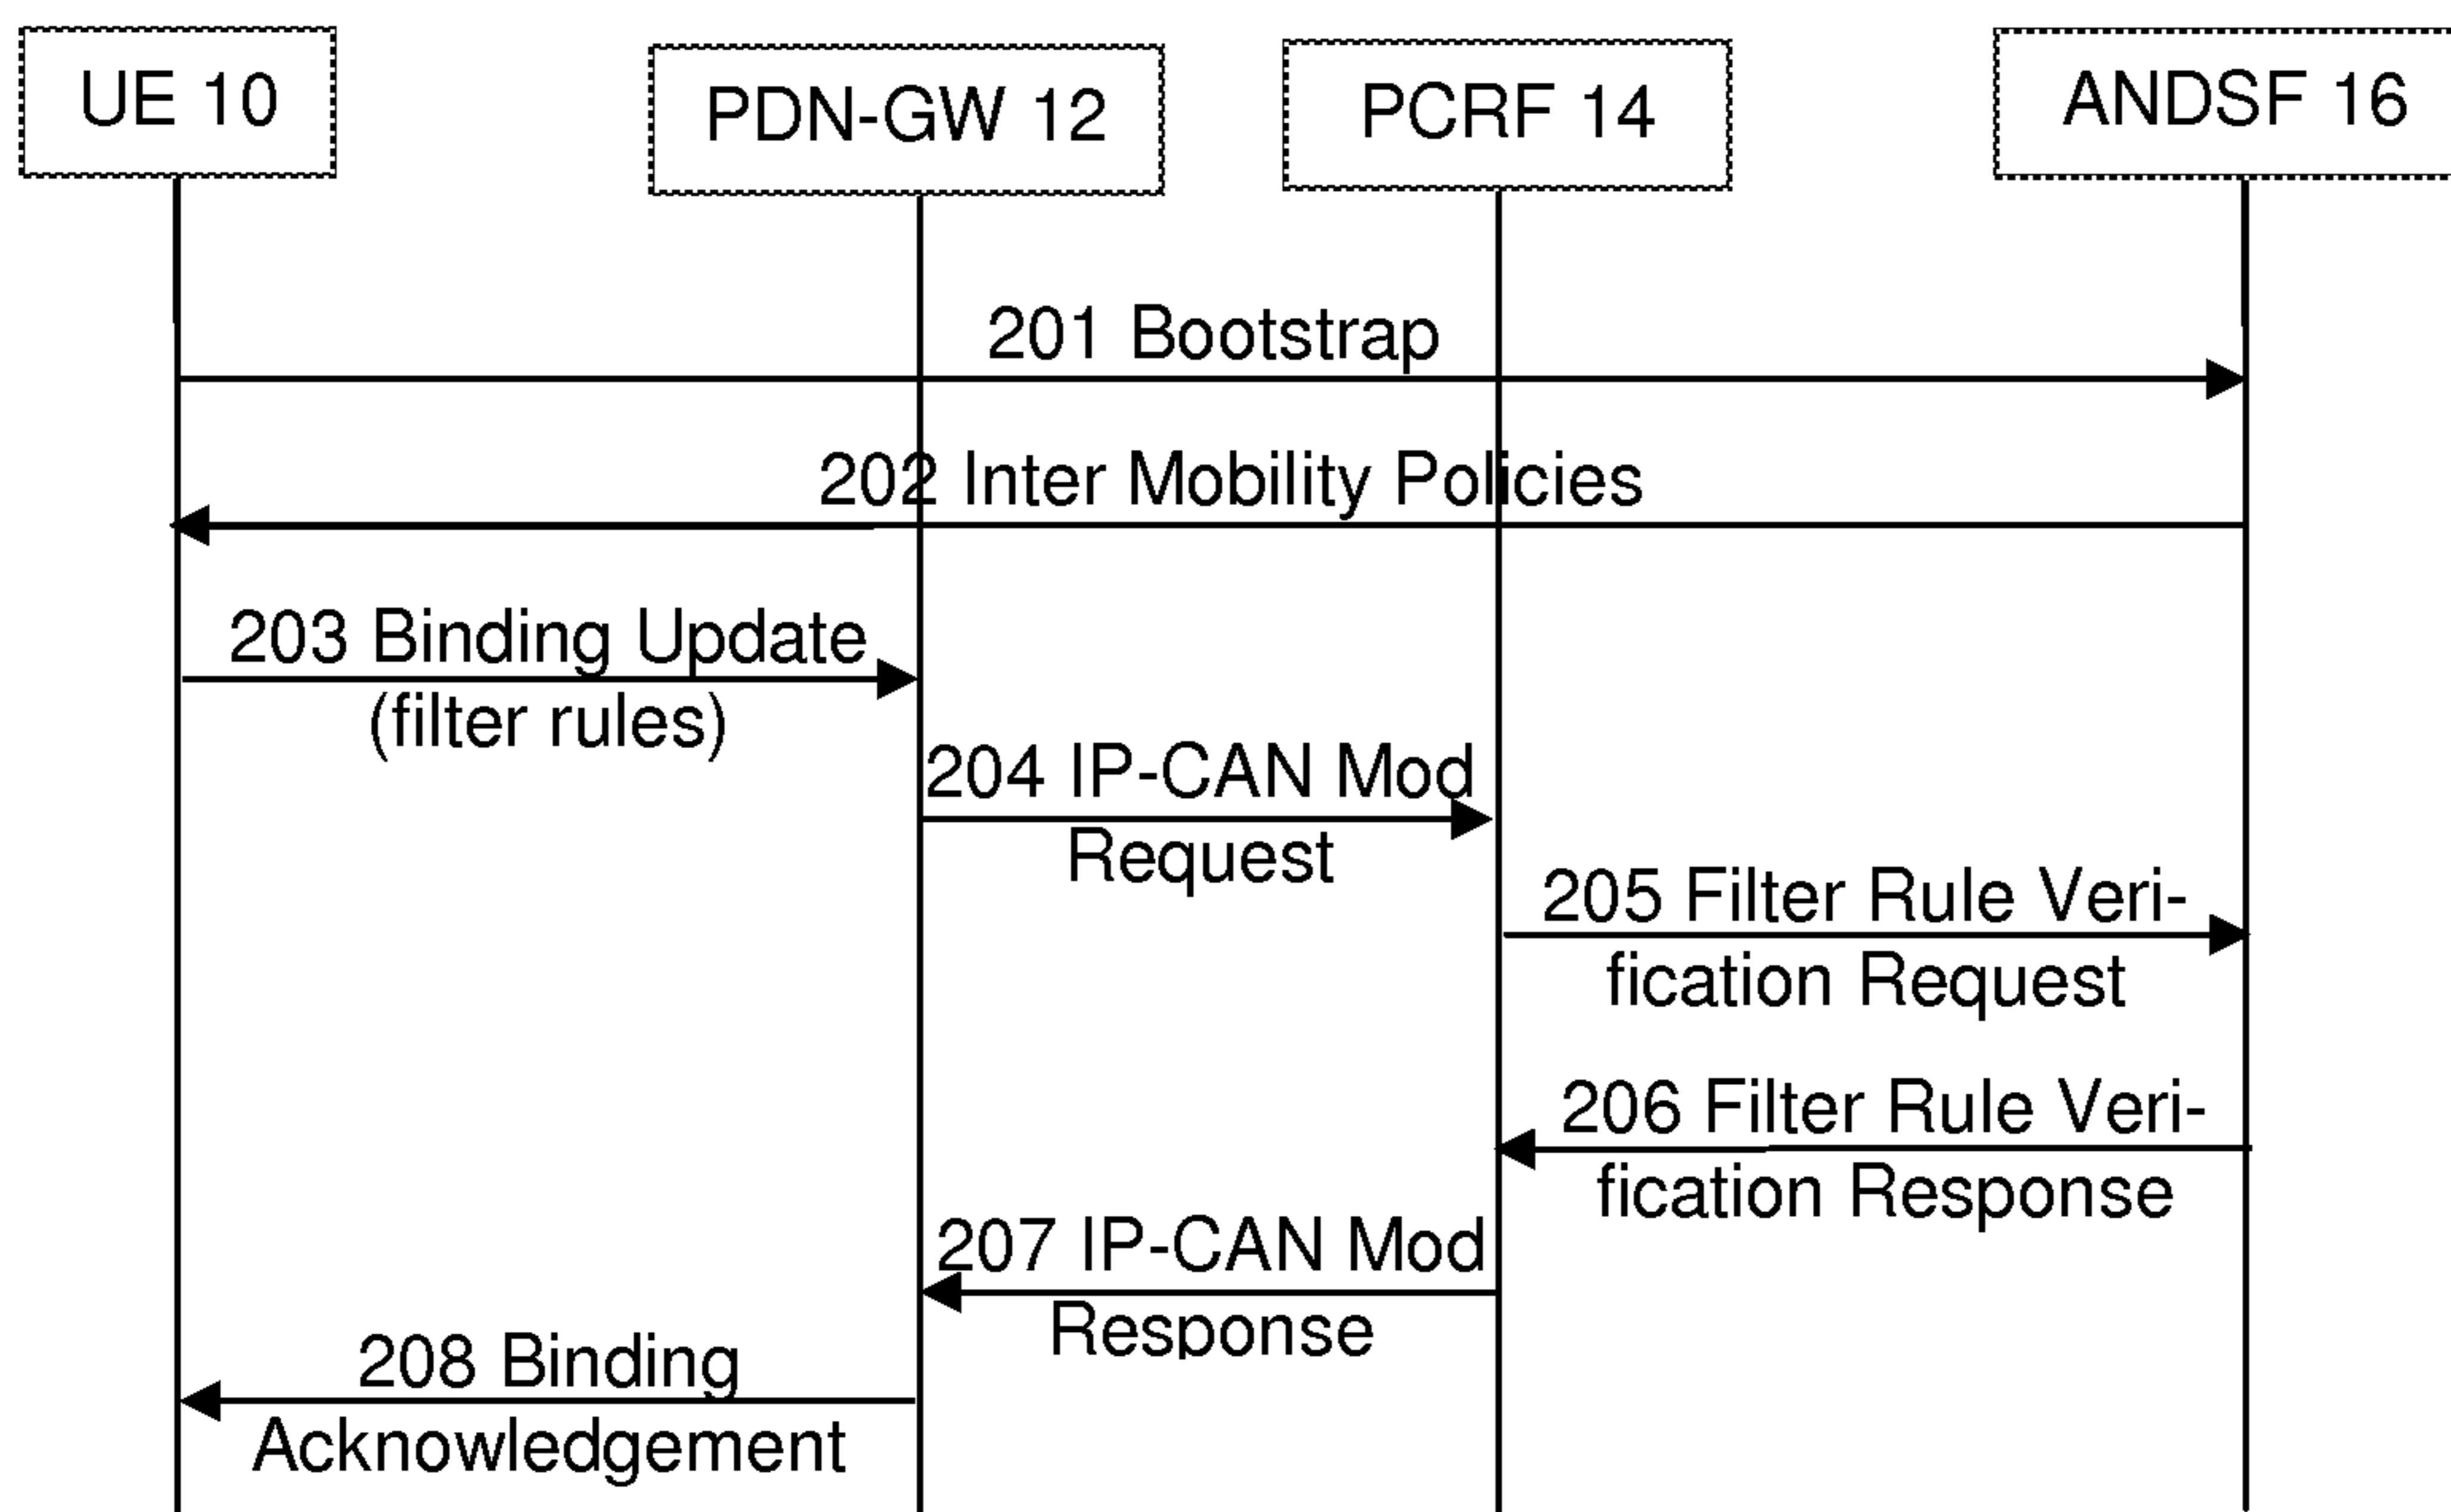 UE 10
PDN-GW 12
PCRF 14
ANDSF 16
201 Bootstrap
202 Inter Mobility Policies
203 Binding Update
(filter rules)
204 IP-CAN Mod
Request
205 Filter Rule Veri-
fication Request
206 Filter Rule Veri-
fication Response
207 IP-CAN Mod
Response
208 Binding
Acknowledgement